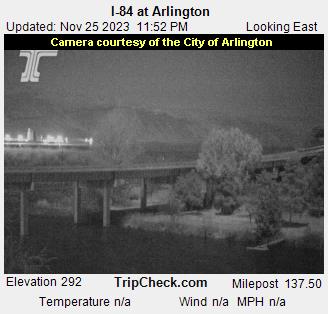 I-84 at Arlington
Updated: Nov 25 2023 11:52 PM Looking East
Camera courtesy of the City of Arlington
Elevation 292 TripCheck.com Milepost 137.50
Temperature n/a Wind n/a MPH n/a